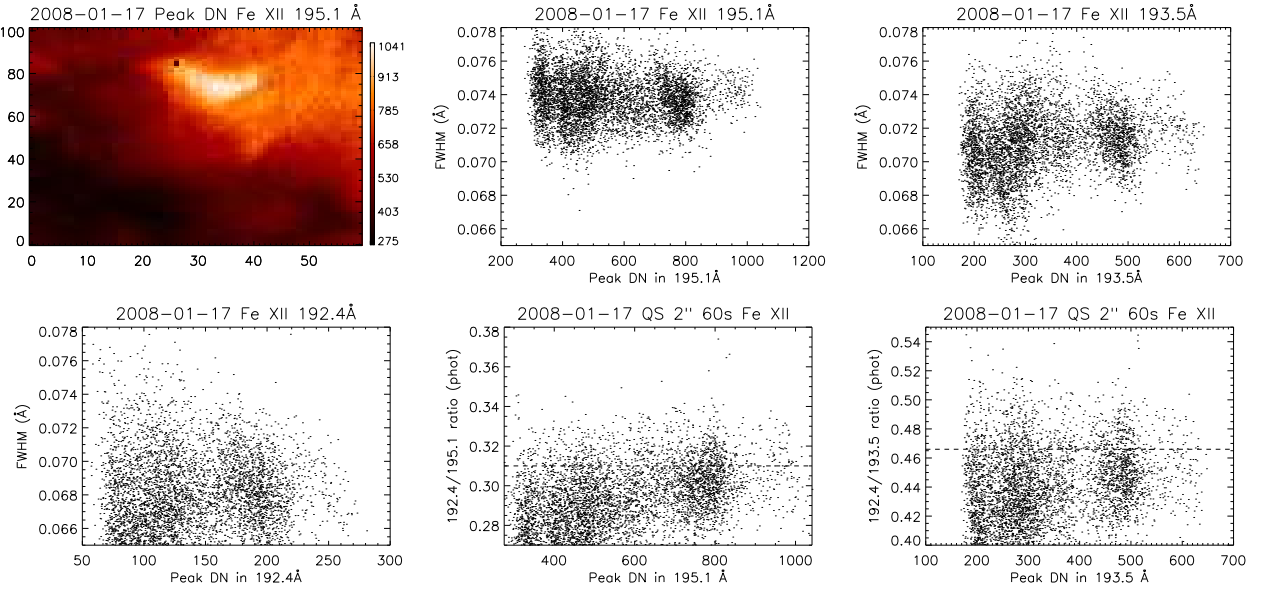 2008-01-17 Peak DN Fe XII 195.1 Å
100
80
60
40
20
0
0 10 20 30 40 50
1041
913
785
658
530
403
275
2008-01-17 Fe XII 195.1Å
FWHM (Å)
0.078
0.076
0.074
0.072
0.070
0.068
0.066
200 400 600 800 1000 1200
Peak DN in 195.1Å
2008-01-17 Fe XII 193.5Å
FWHM (Å)
0.078
0.076
0.074
0.072
0.070
0.068
0.066
100 200 300 400 500 600 700
Peak DN in 193.5Å
2008-01-17 Fe XII 192.4Å
FWHM (Å)
0.078
0.076
0.074
0.072
0.070
0.068
0.066
50 100 150 200 250 300
Peak DN in 192.4Å
2008-01-17 QS 2" 60s Fe XII
192.4/195.1 ratio (phot)
0.38
0.36
0.34
0.32
0.30
0.28
400 600 800 1000
Peak DN in 195.1 Å
2008-01-17 QS 2" 60s Fe XII
192.4/193.5 ratio (phot)
0.54
0.52
0.50
0.48
0.46
0.44
0.42
0.40
100 200 300 400 500 600 700
Peak DN in 193.5 Å